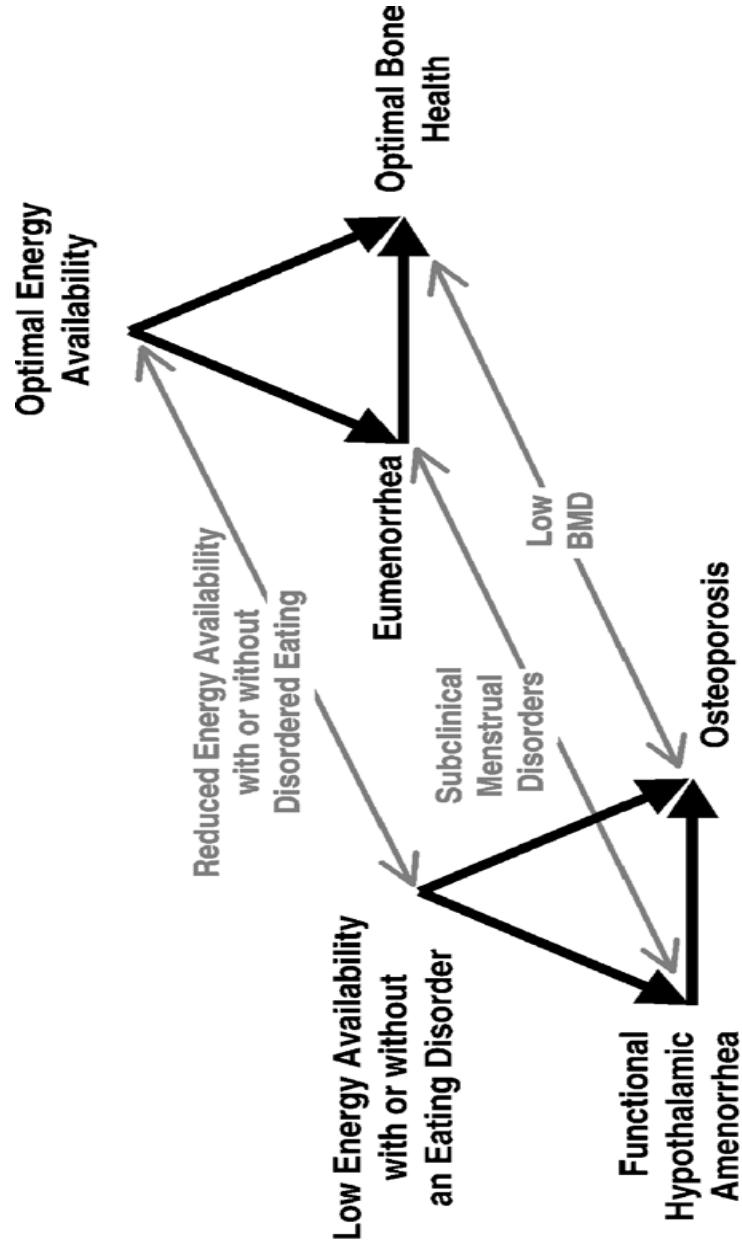 Optimal Energy
Availability
Reduced Energy Availability
with or without
Disordered Eating
Low Energy Availability
with or without
an Eating Disorder
Eumenorrhea
Optimal Bone
Health
Subclinical
Menstrual
Disorders
Low
BMD
Functional
Hypothalamic
Amenorrhea
Osteoporosis